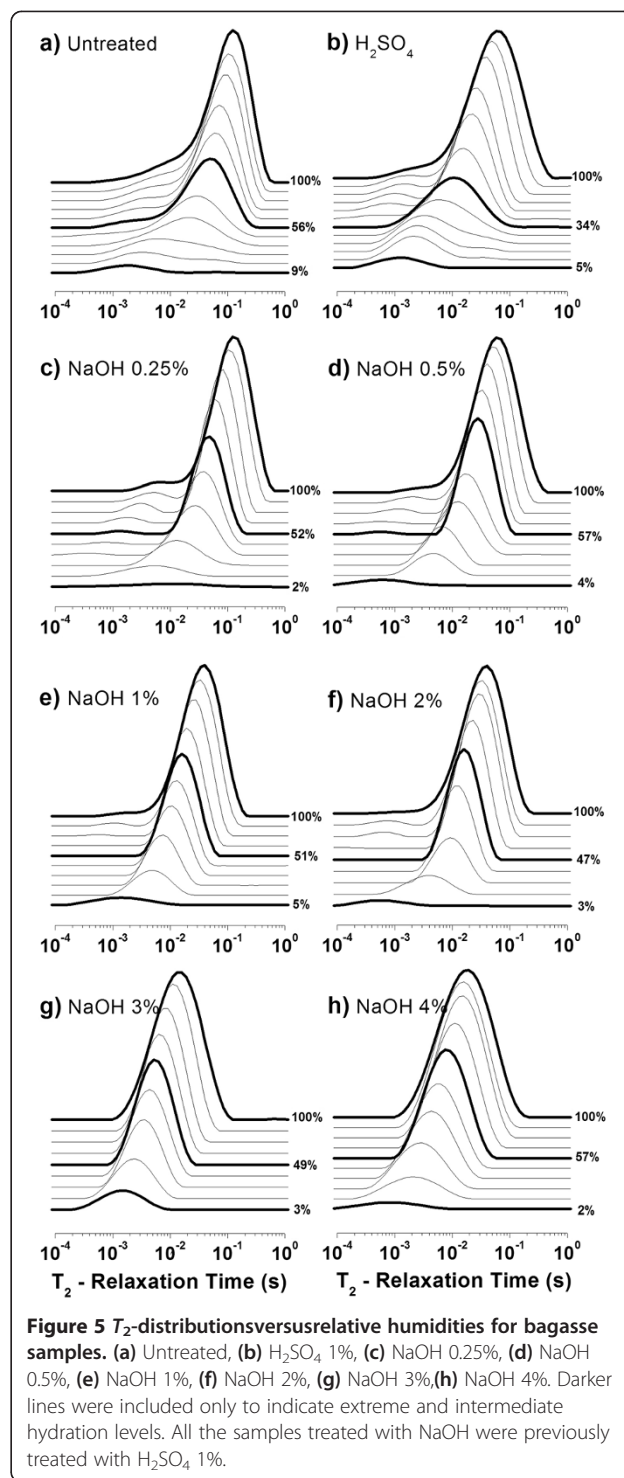 a) Untreated
100%
56%
9%
10⁻⁴ 10⁻³ 10⁻² 10⁻¹ 10⁰
b) H₂SO₄
100%
34%
5%
10⁻⁴ 10⁻³ 10⁻² 10⁻¹ 10⁰
c) NaOH 0.25%
100%
52%
2%
10⁻⁴ 10⁻³ 10⁻² 10⁻¹ 10⁰
d) NaOH 0.5%
100%
57%
4%
10⁻⁴ 10⁻³ 10⁻² 10⁻¹ 10⁰
e) NaOH 1%
100%
51%
5%
10⁻⁴ 10⁻³ 10⁻² 10⁻¹ 10⁰
f) NaOH 2%
100%
47%
3%
10⁻⁴ 10⁻³ 10⁻² 10⁻¹ 10⁰
g) NaOH 3%
100%
49%
3%
10⁻⁴ 10⁻³ 10⁻² 10⁻¹ 10⁰
T₂ - Relaxation Time (s)
h) NaOH 4%
100%
57%
2%
10⁻⁴ 10⁻³ 10⁻² 10⁻¹ 10⁰
T₂ - Relaxation Time (s)
Figure 5 T₂-distributionsversusrelative humidities for bagasse
samples. (a) Untreated, (b) H₂SO₄ 1%, (c) NaOH 0.25%, (d) NaOH
0.5%, (e) NaOH 1%, (f) NaOH 2%, (g) NaOH 3%,(h) NaOH 4%. Darker
lines were included only to indicate extreme and intermediate
hydration levels. All the samples treated with NaOH were previously
treated with H₂SO₄ 1%.